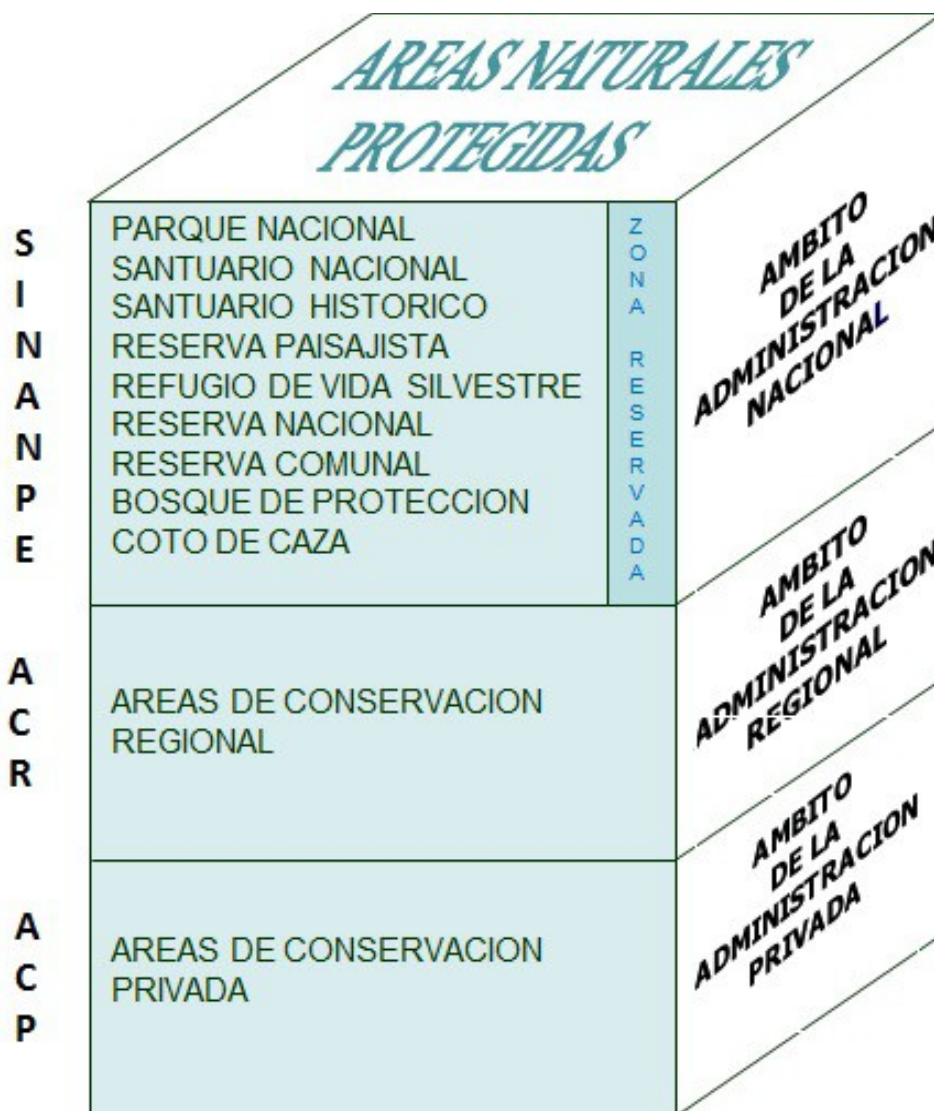 AREAS NATURALES
PROTEGIDAS
SINANPE
PARQUE NACIONAL
SANTUARIO NACIONAL
SANTUARIO HISTORICO
RESERVA PAISAJISTA
REFUGIO DE VIDA SILVESTRE
RESERVA NACIONAL
RESERVA COMUNAL
BOSQUE DE PROTECCION
COTO DE CAZA
ZONA RESERVADA
AMBITO
DE LA
ADMINISTRACION
NACIONAL
ACR
AREAS DE CONSERVACION
REGIONAL
AMBITO
DE LA
ADMINISTRACION
REGIONAL
ACP
AREAS DE CONSERVACION
PRIVADA
AMBITO
DE LA
ADMINISTRACION
PRIVADA